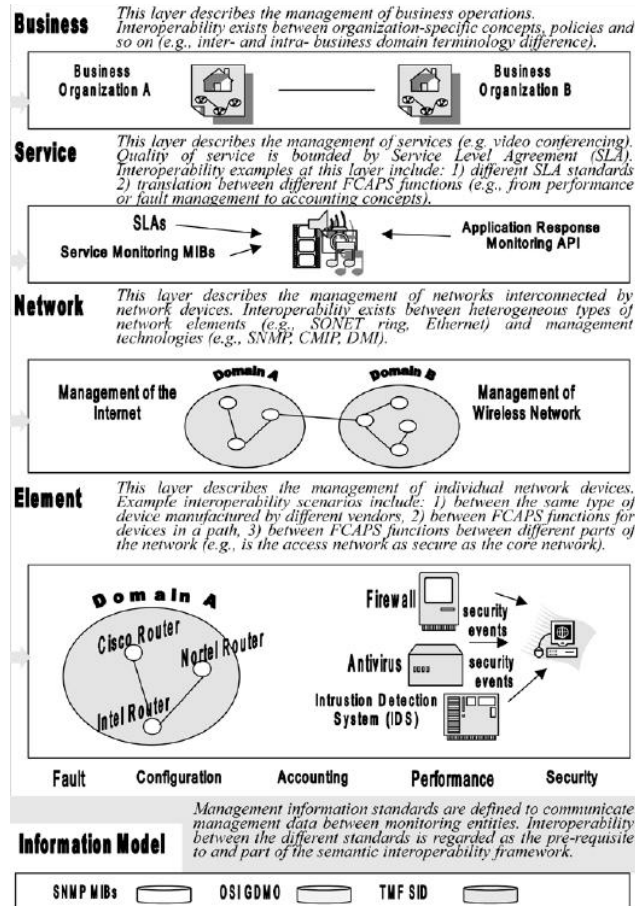 Business
This layer describes the management of business operations.
Interoperability exists between organization-specific concepts, policies and
so on (e.g., inter- and intra- business domain terminology difference).
Business
Organization A
Business
Organization B
Service
This layer describes the management of services (e.g. video conferencing).
Quality of service is bounded by Service Level Agreement (SLA).
Interoperability examples at this layer include: 1) different SLA standards
2) translation between different FCAPS functions (e.g., from performance
or fault management to accounting concepts).
SLAs
Service Monitoring MIBs
Application Response
Monitoring API
Network
This layer describes the management of networks interconnected by
network devices. Interoperability exists between heterogeneous types of
network elements (e.g., SONET ring, Ethernet) and management
technologies (e.g., SNMP, CMIP, DMI).
Domain A
Domain B
Management of the
Internet
Management of
Wireless Network
Element
This layer describes the management of individual network devices.
Example interoperability scenarios include: 1) between the same type of
device manufactured by different vendors, 2) between FCAPS functions for
devices in a path, 3) between FCAPS functions between different parts of
the network (e.g., is the access network as secure as the core network).
Domain A
Cisco Router
Nortel Router
Intel Router
Firewall
security
events
Antivirus
security
events
Intrustion Detection
System (IDS)
Fault Configuration Accounting Performance Security
Information Model
Management information standards are defined to communicate
management data between monitoring entities. Interoperability
between the different standards is regarded as the pre-requisite
to and part of the semantic interoperability framework.
SNMP MIBs
OSI GDMO
TMF SID